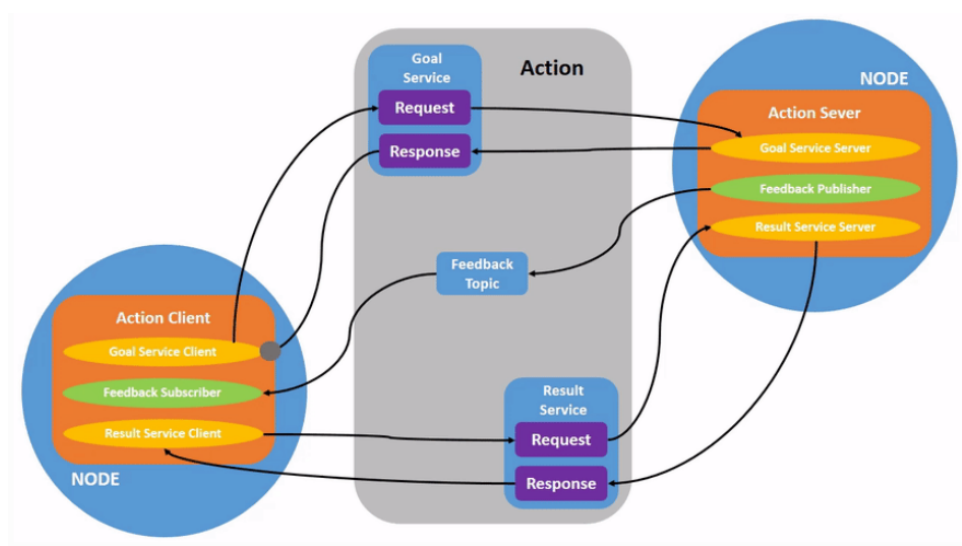 Goal
Service
Request
Response
Action
NODE
Action Sever
Goal Service Server
Feedback Publisher
Result Service Server
Feedback
Topic
Action Client
Goal Service Client
Feedback Subscriber
Result Service Client
NODE
Result
Service
Request
Response